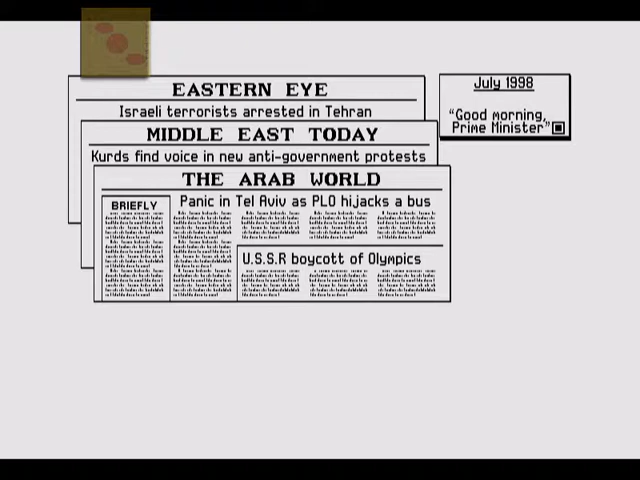 EASTERN EYE
Israeli terrorists arrested in Tehran
MIDDLE EAST TODAY
Kurds find voice in new anti-government protests
THE ARAB WORLD
BRIEFLY
Panic in Tel Aviv as PLO hijacks a bus
U.S.S.R boycott of Olympics
July 1998
“Good morning,
Prime Minister”